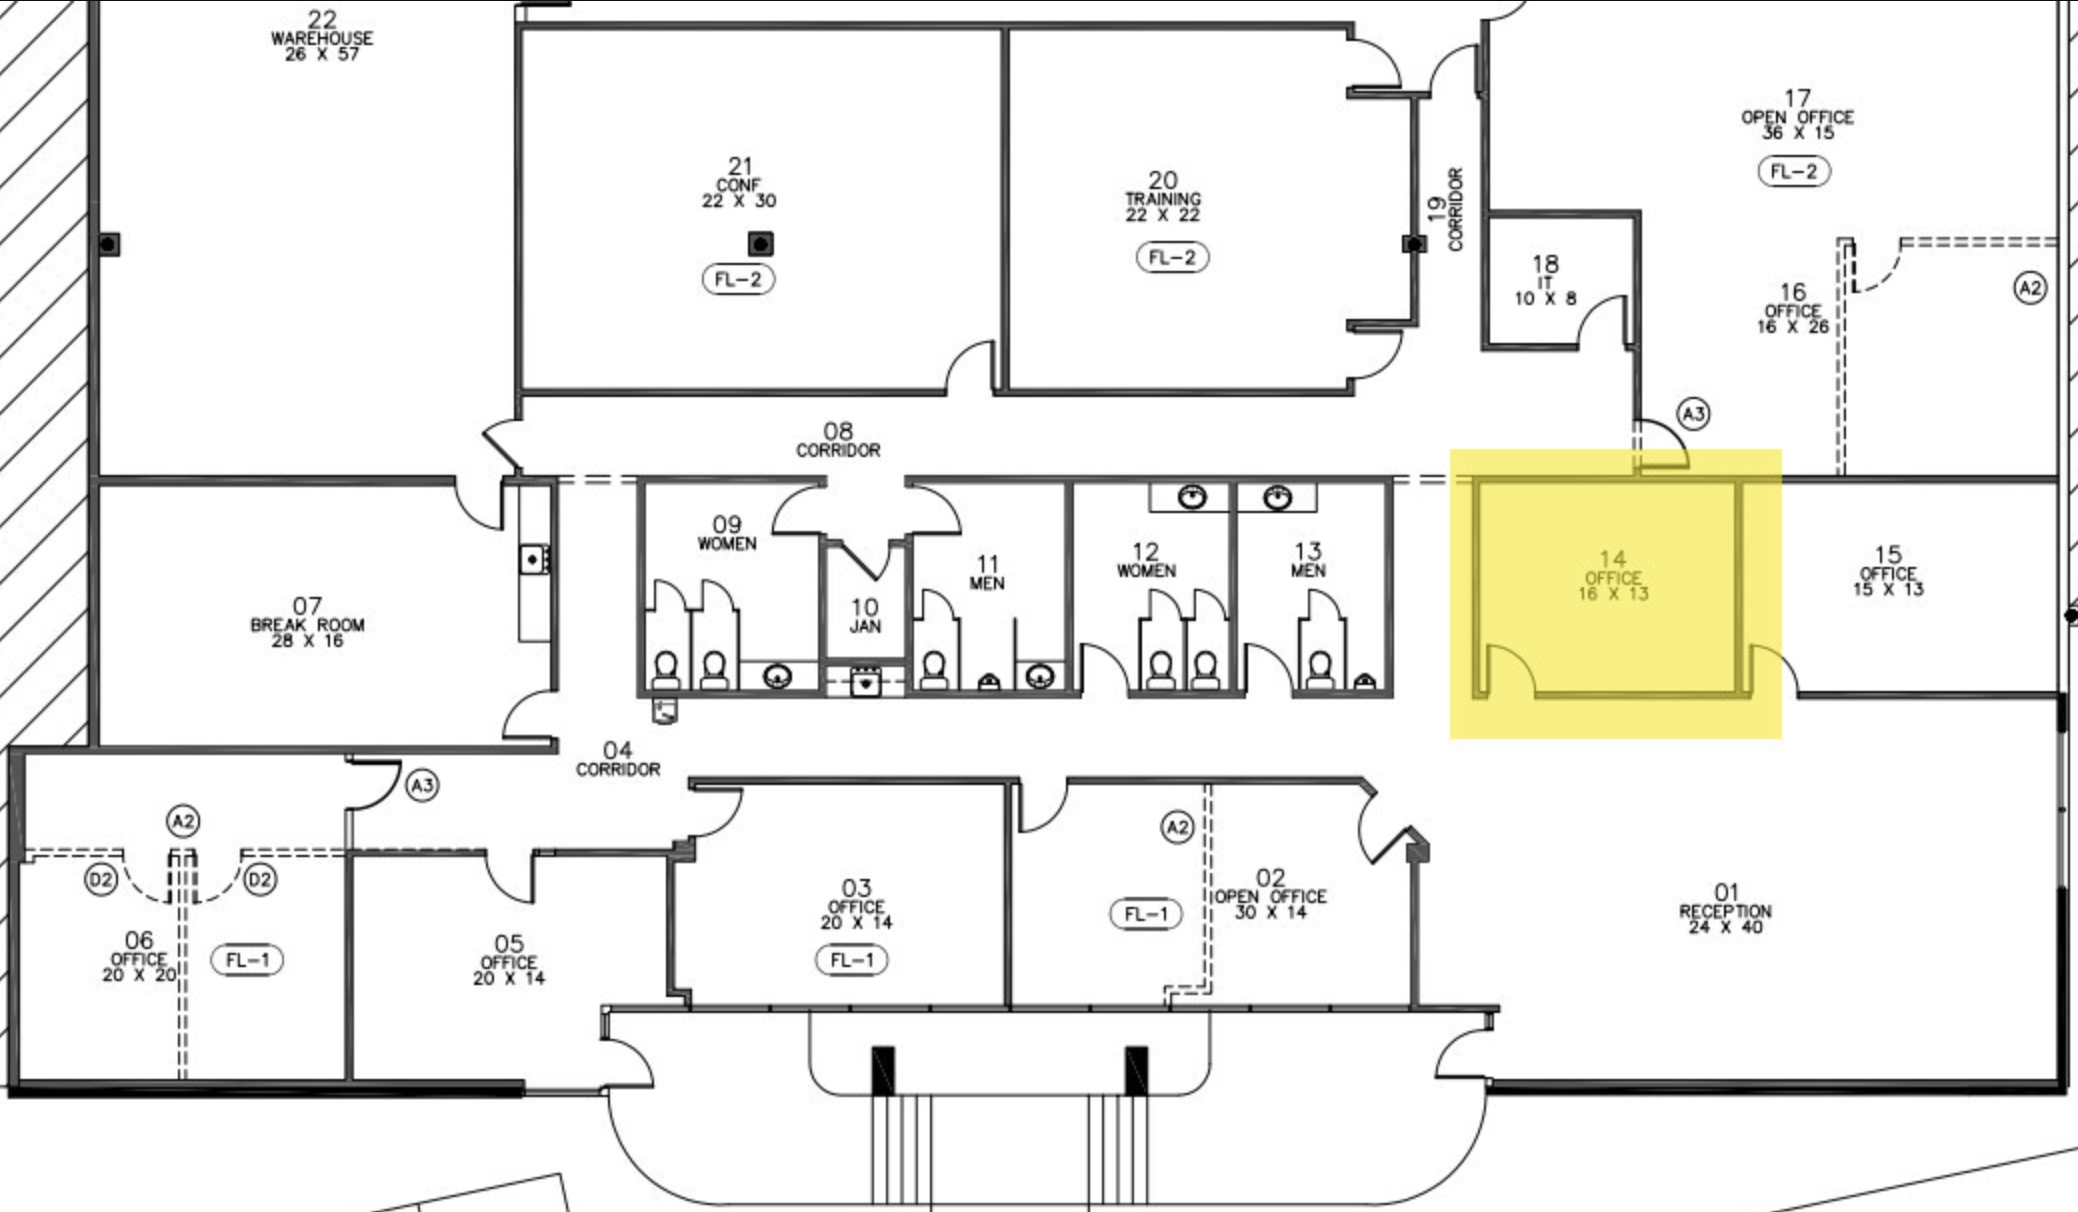 22
WAREHOUSE
26 X 57
21
CONF
22 X 30
FL-2
20
TRAINING
22 X 22
FL-2
19
CORRIDOR
17
OPEN OFFICE
36 X 15
FL-2
18
IT
10 X 8
16
OFFICE
16 X 26
A2
A3
08
CORRIDOR
07
BREAK ROOM
28 X 16
09
WOMEN
10
JAN
11
MEN
12
WOMEN
13
MEN
14
OFFICE
16 X 13
15
OFFICE
15 X 13
04
CORRIDOR
A3
A2
D2
D2
06
OFFICE
20 X 20
FL-1
05
OFFICE
20 X 14
03
OFFICE
20 X 14
FL-1
A2
FL-1
02
OPEN OFFICE
30 X 14
01
RECEPTION
24 X 40